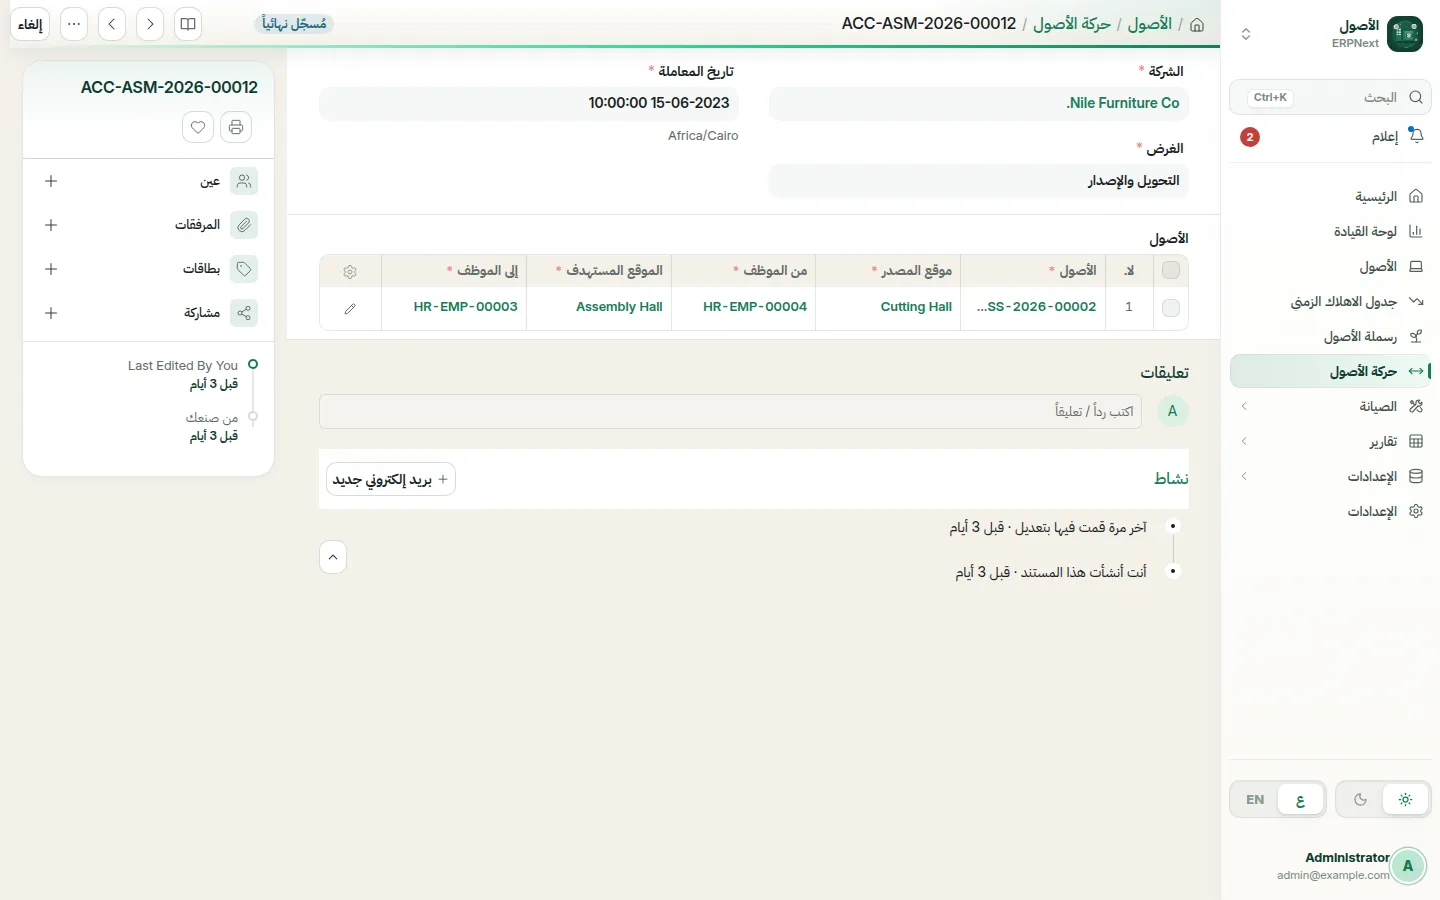 الأصول
ERPNext
البحث
Ctrl+K
إعلام
2
الرئيسية
لوحة القيادة
الأصول
جدول الاهلاك الزمني
رسملة الأصول
حركة الأصول
الصيانة
تقارير
الإعدادات
الإعدادات
ع
EN
Administrator
admin@example.com
A
الأصول / حركة الأصول / ACC-ASM-2026-00012
مُسجّل نهائياً
إلغاء
الشركة *
Nile Furniture Co.
تاريخ المعاملة *
15-06-2023 10:00:00
Africa/Cairo
الغرض *
التحويل والإصدار
الأصول
لا. الأصول * موقع المصدر * من الموظف * الموقع المستهدف * إلى الموظف *
1 ...SS-2026-00002 Cutting Hall HR-EMP-00004 Assembly Hall HR-EMP-00003
تعليقات
A
اكتب رداً / تعليقاً
نشاط
+ بريد إلكتروني جديد
آخر مرة قمت فيها بتعديل · قبل 3 أيام
أنت أنشأت هذا المستند · قبل 3 أيام
ACC-ASM-2026-00012
عين
المرفقات
بطاقات
مشاركة
Last Edited By You
قبل 3 أيام
من صنعك
قبل 3 أيام